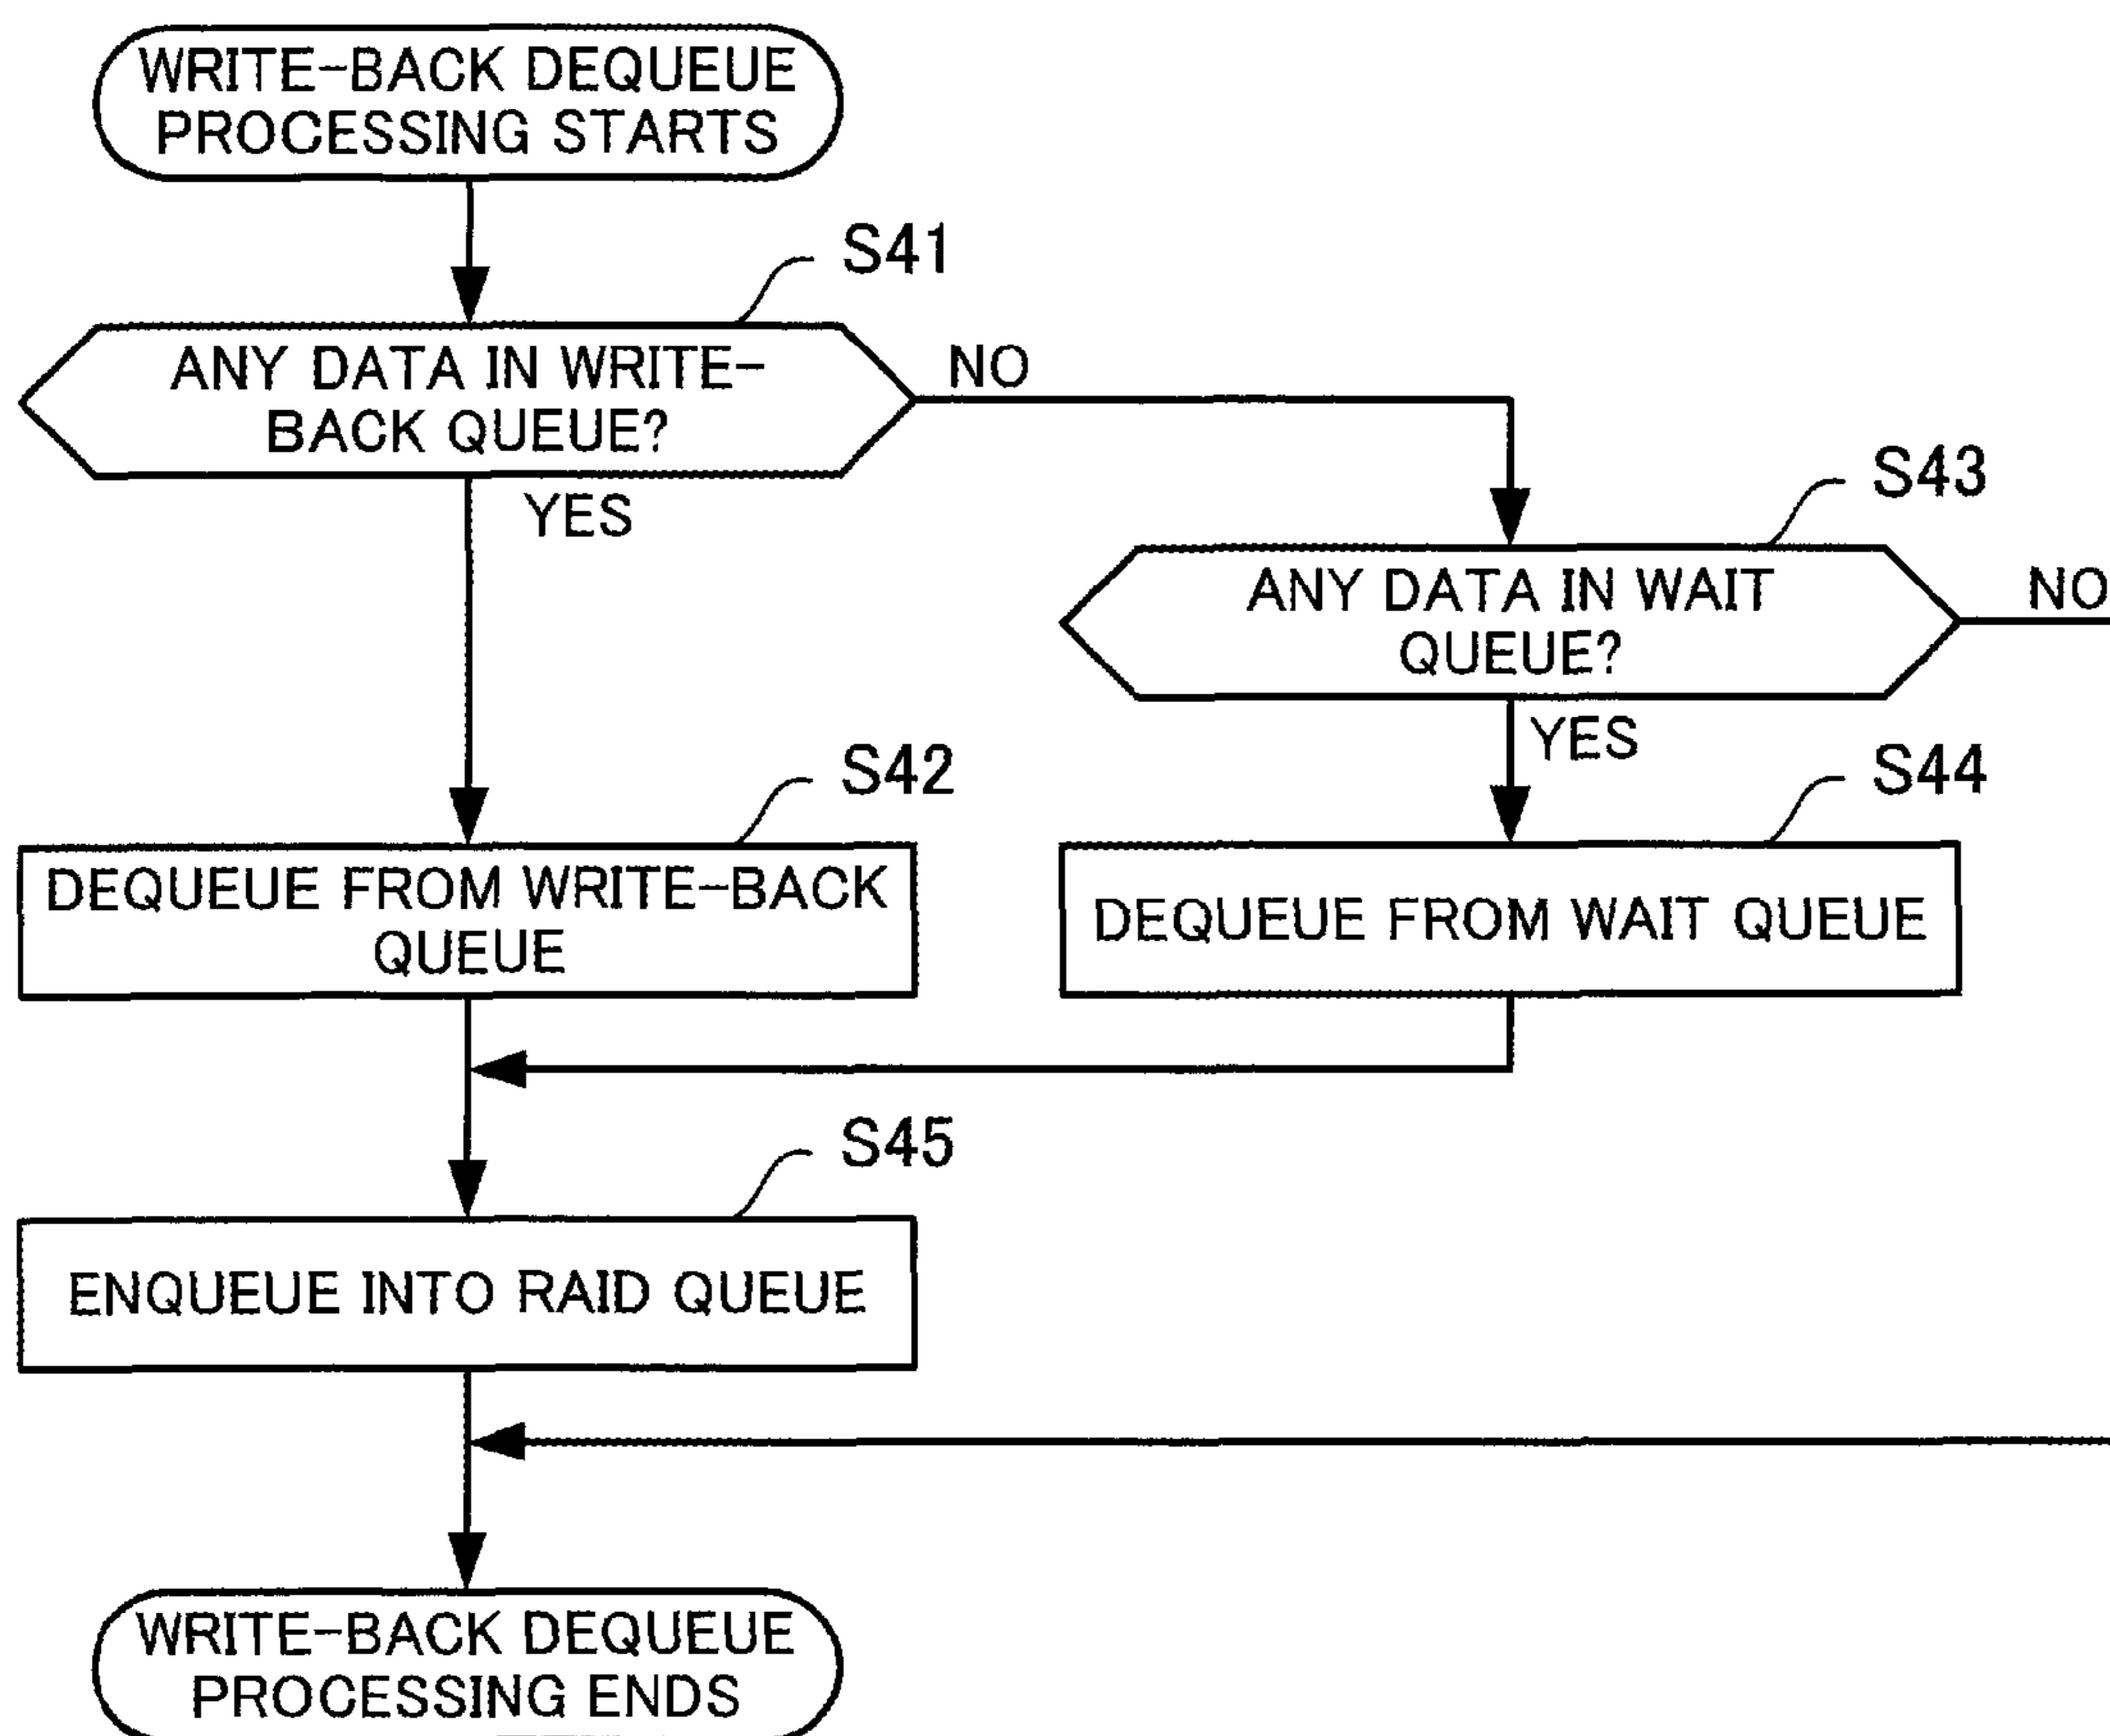 WRITE-BACK DEQUEUE
PROCESSING STARTS
S41
ANY DATA IN WRITE-
BACK QUEUE?
NO
YES
S43
ANY DATA IN WAIT
QUEUE?
NO
YES
S42
DEQUEUE FROM WRITE-BACK
QUEUE
S44
DEQUEUE FROM WAIT QUEUE
S45
ENQUEUE INTO RAID QUEUE
WRITE-BACK DEQUEUE
PROCESSING ENDS